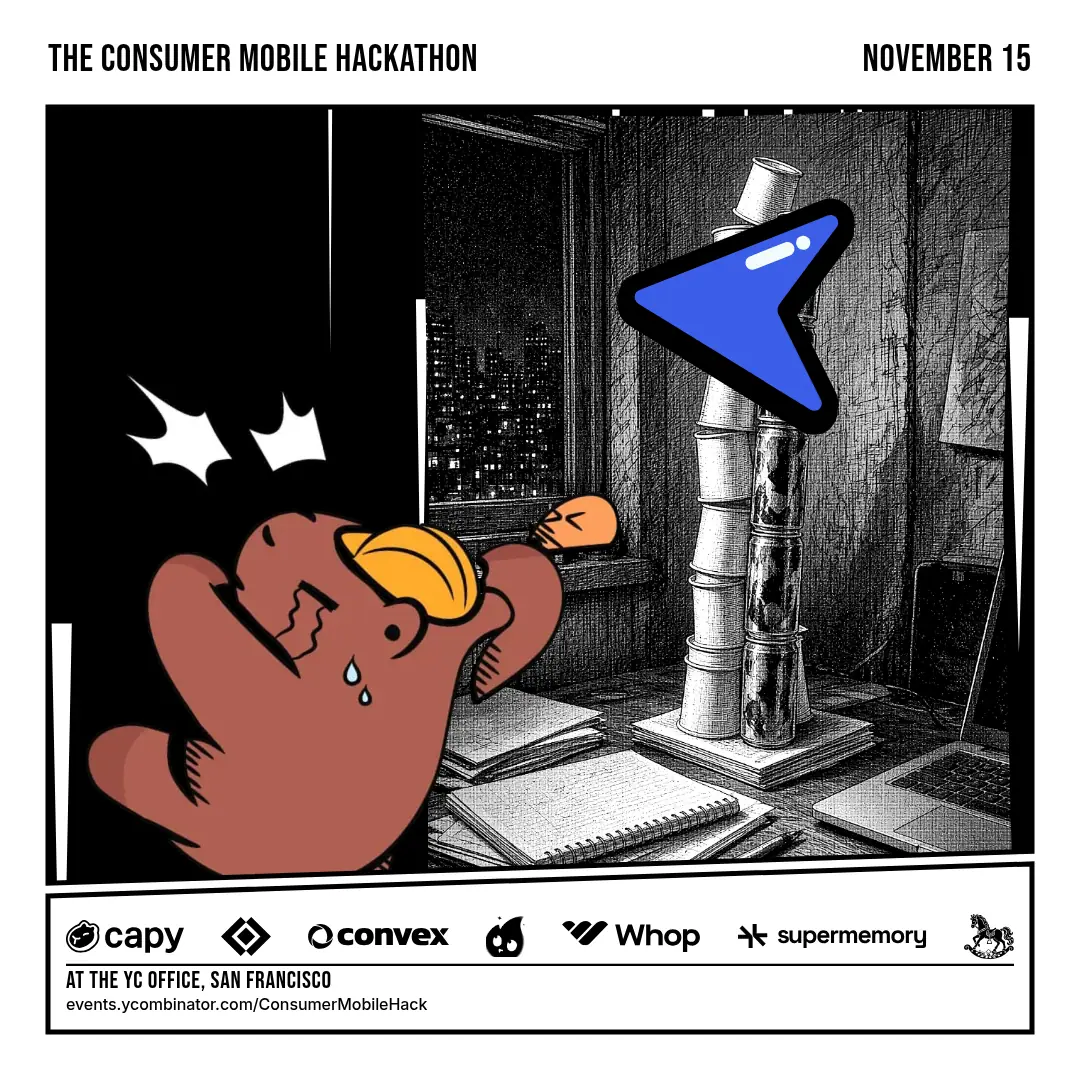 THE CONSUMER MOBILE HACKATHON
NOVEMBER 15
capy
convex
Whop
supermemory
AT THE YC OFFICE, SAN FRANCISCO
events.ycombinator.com/ConsumerMobileHack